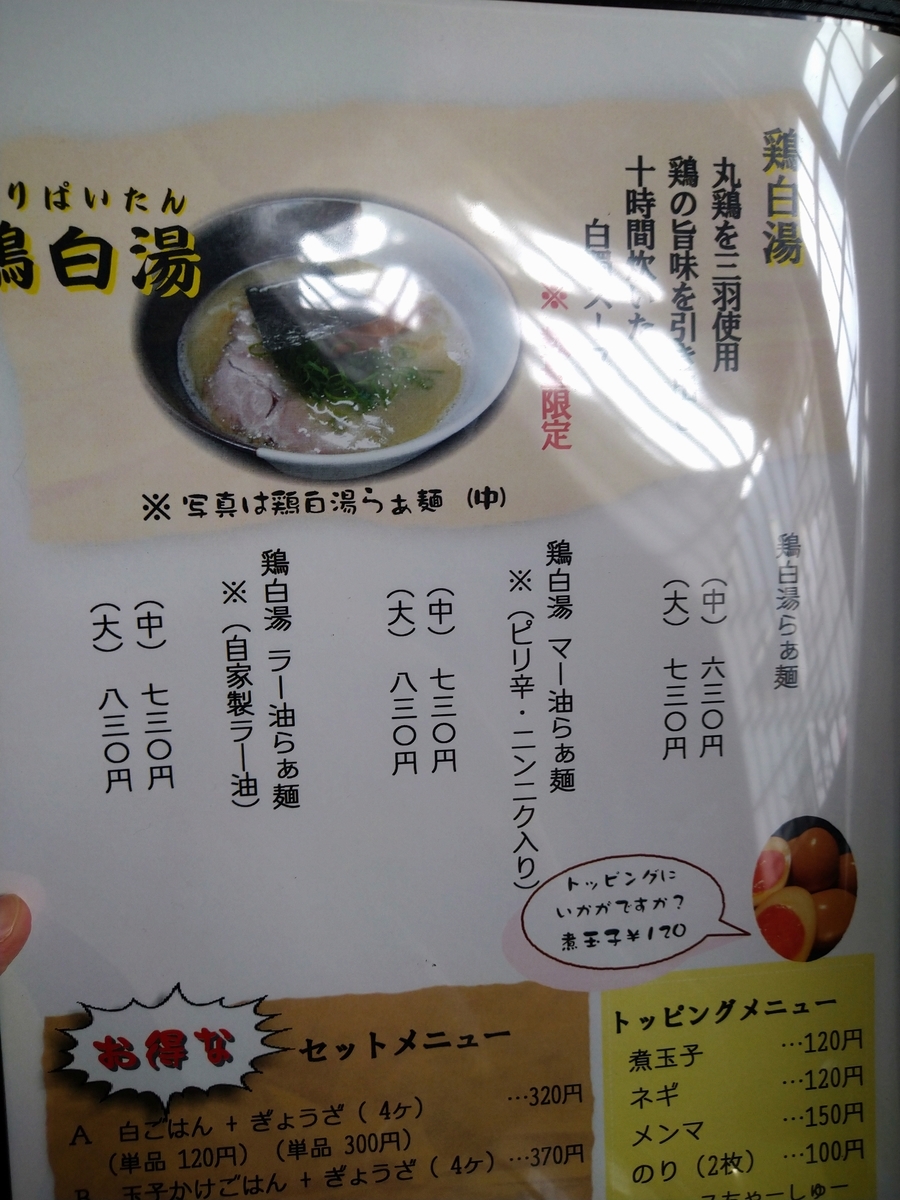 鶏白湯
丸鶏を三羽使用
鶏の旨味を引き
十時間炊いた
白
※
限定
りぱいたん
鶏白湯
※ 写真は鶏白湯らぁ麺 (中)
鶏白湯らぁ麺
(中) 六三〇円
(大) 七三〇円
鶏白湯 マー油らぁ麺
※ (ピリ辛・ニンニク入り)
(中) 七三〇円
(大) 八三〇円
鶏白湯 ラー油らぁ麺
※ (自家製ラー油)
(中) 七三〇円
(大) 八三〇円
トッピングに
いかがですか?
煮玉子¥120
お得な セットメニュー
…320円
A 白ごはん + ぎょうざ ( 4ケ)
(単品 120円) (単品 300円)
B 玉子かけごはん + ぎょうざ ( 4ケ) …370円
トッピングメニュー
煮玉子 …120円
ネギ …120円
メンマ …150円
のり (2枚) …100円
ちゃーしゅー